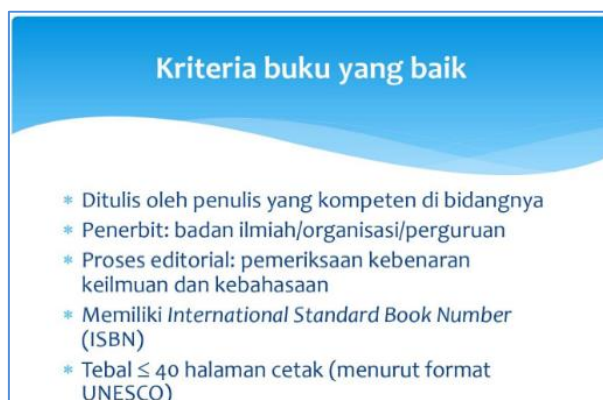 Kriteria buku yang baik
* Ditulis oleh penulis yang kompeten di bidangnya
* Penerbit: badan ilmiah/organisasi/perguruan
* Proses editorial: pemeriksaan kebenaran
keilmuan dan kebahasaan
* Memiliki International Standard Book Number
(ISBN)
* Tebal ≤ 40 halaman cetak (menurut format
UNESCO)